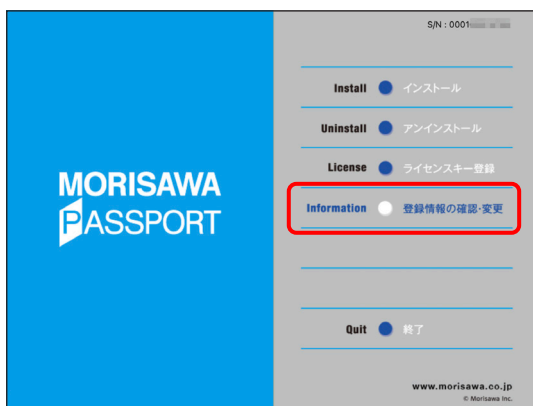 S/N : 0001
Install インストール
Uninstall アンインストール
License ライセンスキー登録
MORISAWA
PASSPORT
Information 登録情報の確認・変更
Quit 終了
www.morisawa.co.jp
© Morisawa Inc.